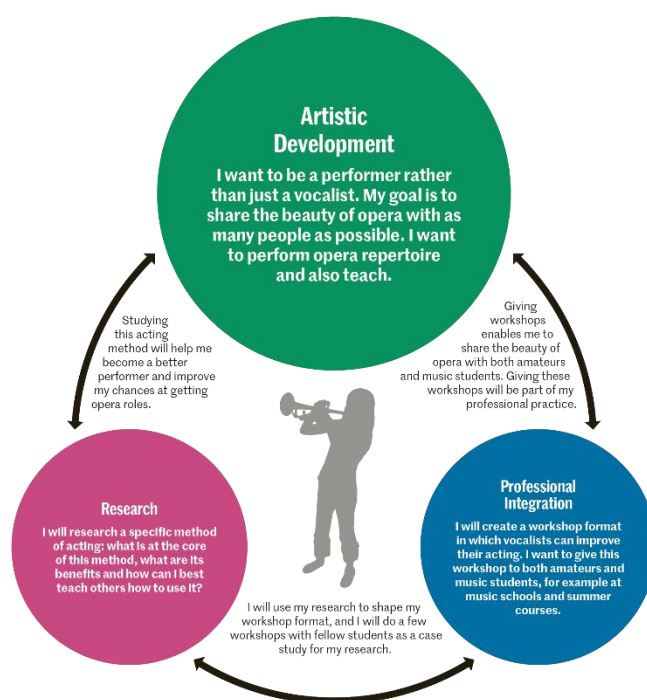 Artistic
Development
I want to be a performer rather
than just a vocalist. My goal is to
share the beauty of opera with as
many people as possible. I want
to perform opera repertoire
and also teach.
Studying
this acting
method will help me
become a better
performer and improve
my chances at getting
opera roles.
Giving
workshops
enables me to
share the beauty of
opera with both amateurs
and music students. Giving these
workshops will be part of my
professional practice.
Research
I will research a specific method
of acting: what is at the core
of this method, what are its
benefits and how can I best
teach others how to use it?
Professional
Integration
I will create a workshop format
in which vocalists can improve
their acting. I want to give this
workshop to both amateurs and
music students, for example at
music schools and summer
courses.
I will use my research to shape my
workshop format, and I will do a few
workshops with fellow students as a case
study for my research.